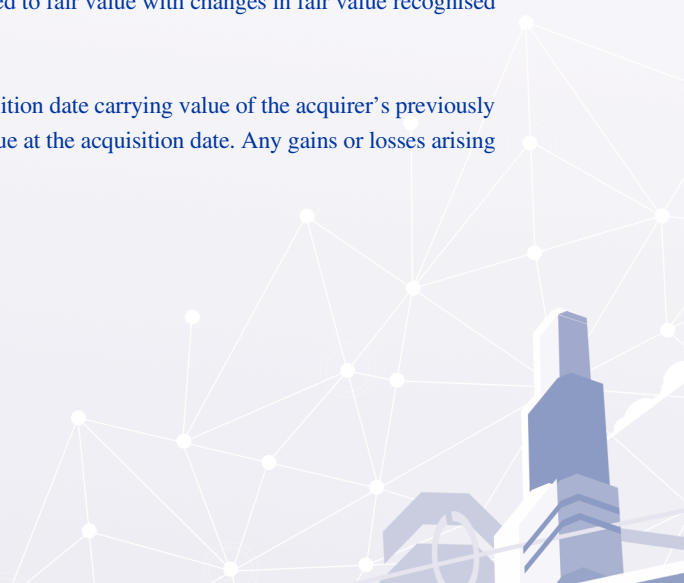 ed to fair value with changes in fair value recognised
ition date carrying value of the acquirer’s previously
ue at the acquisition date. Any gains or losses arising